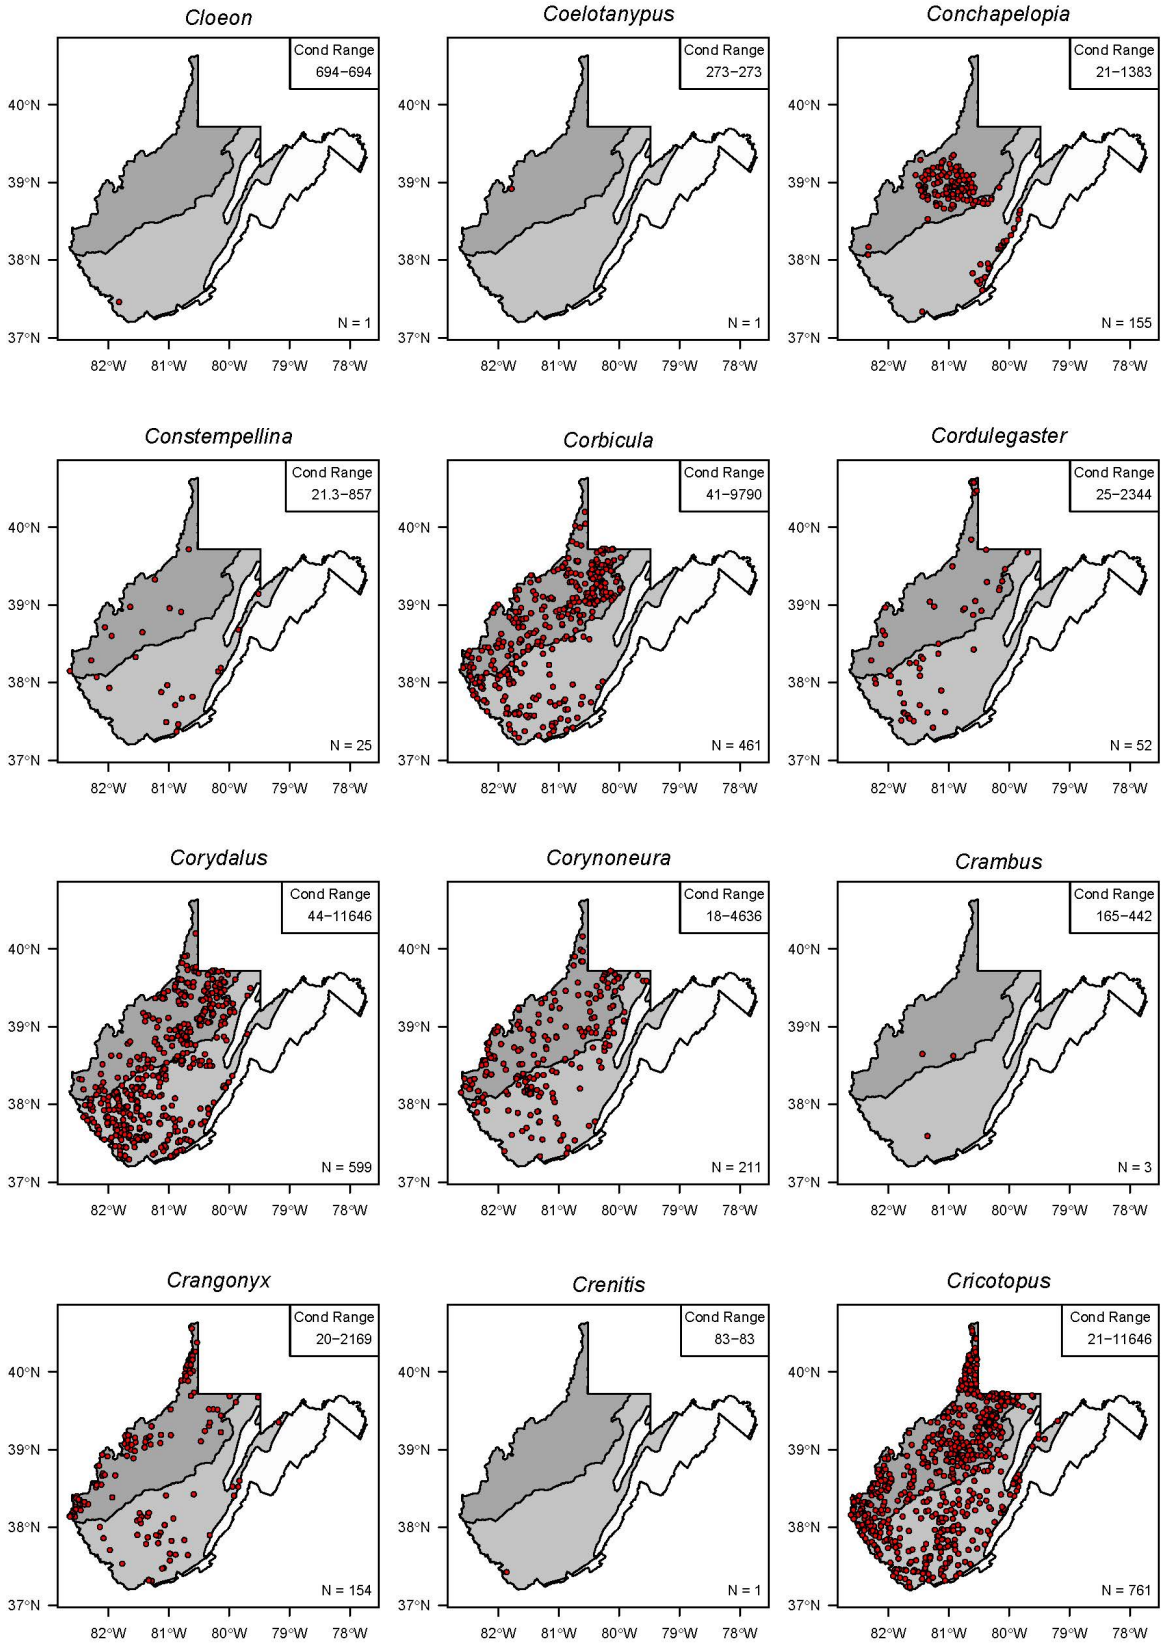 Cloeon
Cond Range
694−694
40°N
39°N
38°N
37°N
N = 1
82°W 81°W 80°W 79°W 78°W
Coelotanypus
Cond Range
273−273
40°N
39°N
38°N
37°N
N = 1
82°W 81°W 80°W 79°W 78°W
Conchapelopia
Cond Range
21−1383
40°N
39°N
38°N
37°N
N = 155
82°W 81°W 80°W 79°W 78°W
Constempellina
Cond Range
21.3−857
40°N
39°N
38°N
37°N
N = 25
82°W 81°W 80°W 79°W 78°W
Corbicula
Cond Range
41−9790
40°N
39°N
38°N
37°N
N = 461
82°W 81°W 80°W 79°W 78°W
Cordulegaster
Cond Range
25−2344
40°N
39°N
38°N
37°N
N = 52
82°W 81°W 80°W 79°W 78°W
Corydalus
Cond Range
44−11646
40°N
39°N
38°N
37°N
N = 599
82°W 81°W 80°W 79°W 78°W
Corynoneura
Cond Range
18−4636
40°N
39°N
38°N
37°N
N = 211
82°W 81°W 80°W 79°W 78°W
Crambus
Cond Range
165−442
40°N
39°N
38°N
37°N
N = 3
82°W 81°W 80°W 79°W 78°W
Crangonyx
Cond Range
20−2169
40°N
39°N
38°N
37°N
N = 154
82°W 81°W 80°W 79°W 78°W
Crenitis
Cond Range
83−83
40°N
39°N
38°N
37°N
N = 1
82°W 81°W 80°W 79°W 78°W
Cricotopus
Cond Range
21−11646
40°N
39°N
38°N
37°N
N = 761
82°W 81°W 80°W 79°W 78°W